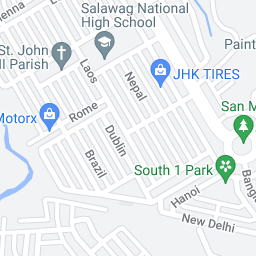 Salawag National
High School
Paint
St. John
ll Parish
Laos
Nepal
JHK TIRES
Motorx
Rome
San M
Dublin
Brazil
South 1 Park
Hanoi
Bangla
New Delhi